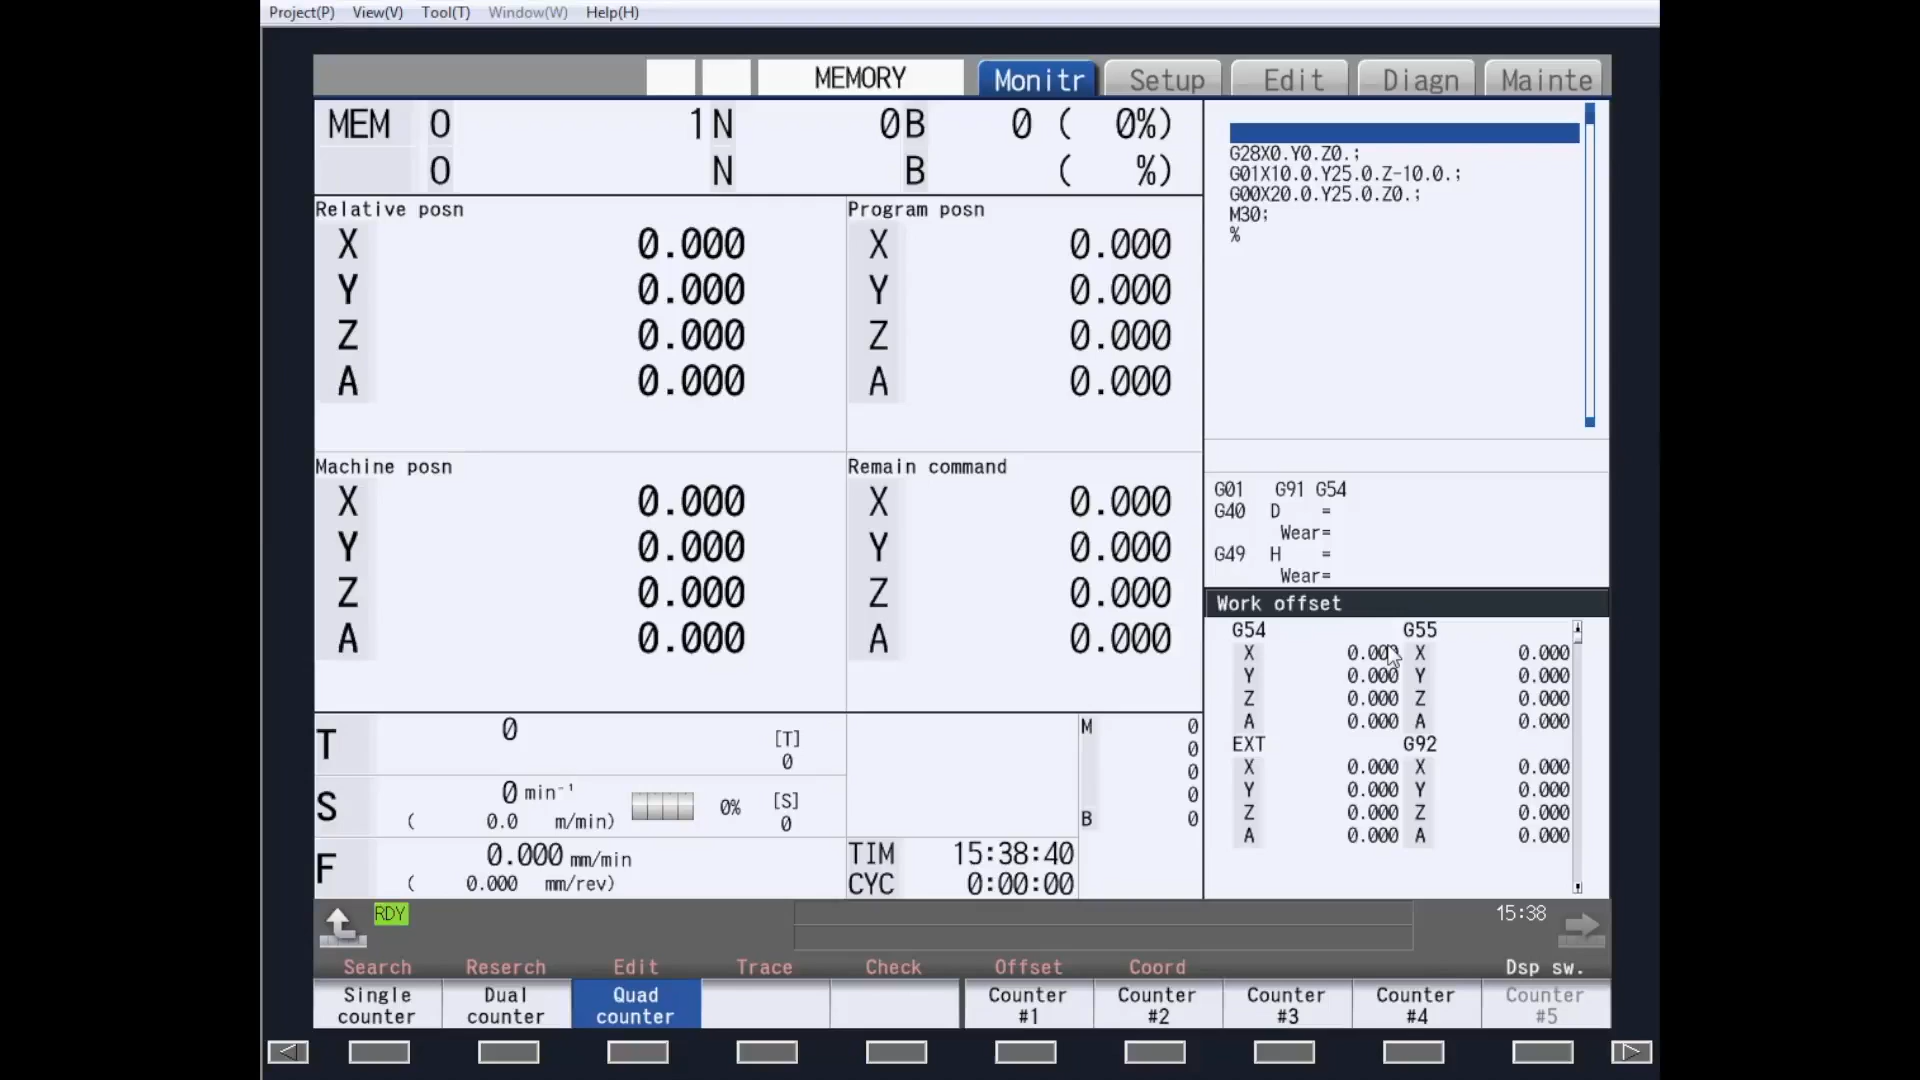 Project(P) View(V) Tool(T) Window(W) Help(H)
MEMORY Monitr Setup Edit Diagn Mainte
MEM O 1 N 0 B 0 ( 0%)
O N B ( %)
G28X0.Y0.Z0.;
G01X10.0.Y25.0.Z-10.0.;
G00X20.0.Y25.0.Z0.;
M30;
%
Relative posn
X 0.000
Y 0.000
Z 0.000
A 0.000
Program posn
X 0.000
Y 0.000
Z 0.000
A 0.000
Machine posn
X 0.000
Y 0.000
Z 0.000
A 0.000
Remain command
X 0.000
Y 0.000
Z 0.000
A 0.000
G01 G91 G54
G40 D =
Wear=
G49 H =
Wear=
Work offset
G54 G55
X 0.000 X 0.000
Y 0.000 Y 0.000
Z 0.000 Z 0.000
A 0.000 A 0.000
EXT G92
X 0.000 X 0.000
Y 0.000 Y 0.000
Z 0.000 Z 0.000
A 0.000 A 0.000
T 0 [T]
0
S 0 min⁻¹ 0% [S]
( 0.0 m/min) 0
F 0.000 mm/min
( 0.000 mm/rev)
M 0
0
0
0
B 0
TIM 15:38:40
CYC 0:00:00
RDY 15:38
Search Reserch Edit Trace Check Offset Coord Dsp sw.
Single counter
Dual counter
Quad counter
Counter #1
Counter #2
Counter #3
Counter #4
Counter #5